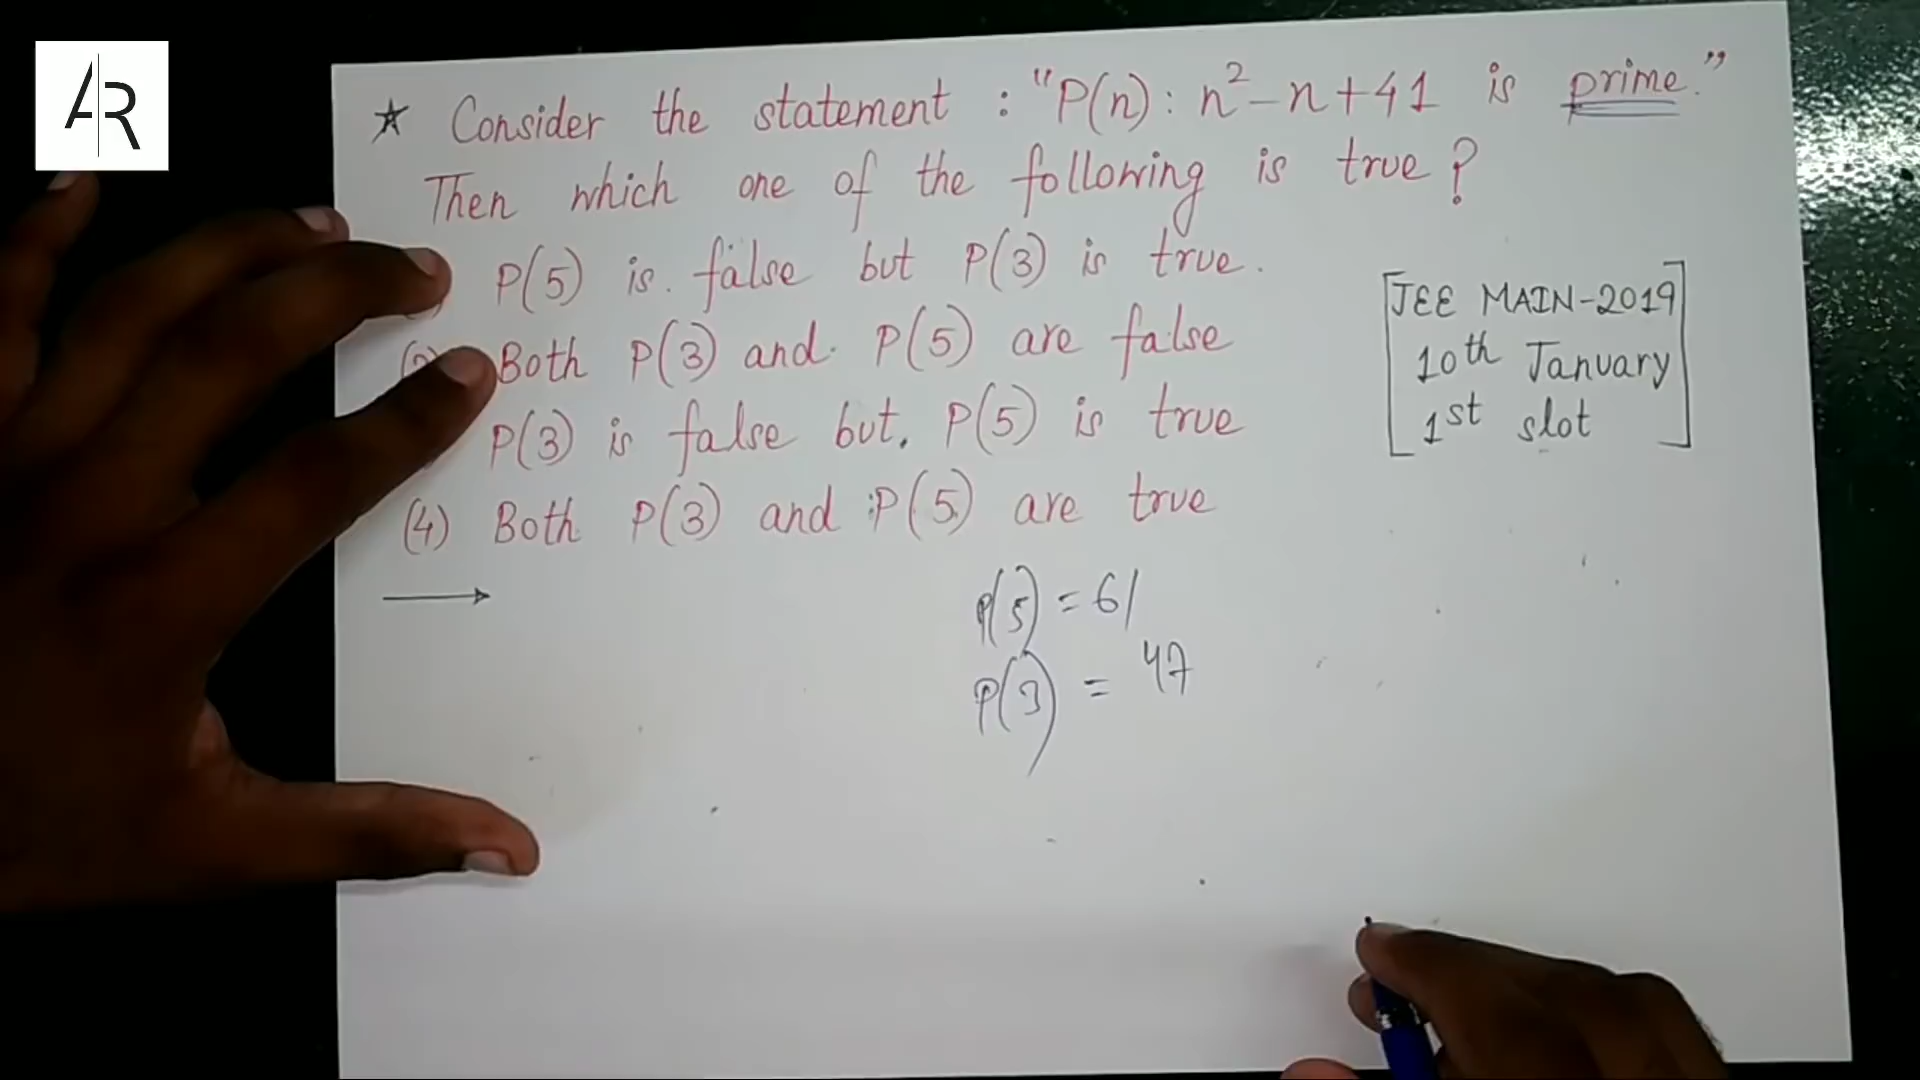 AR
★ Consider the statement : "P(n) : n²-n+41 is prime."
Then which one of the following is true ?
P(5) is false but P(3) is true.
Both P(3) and P(5) are false
P(3) is false but P(5) is true
(4) Both P(3) and P(5) are true
[JEE MAIN-2019
10th January
1st slot]
P(5) = 61
P(3) = 47